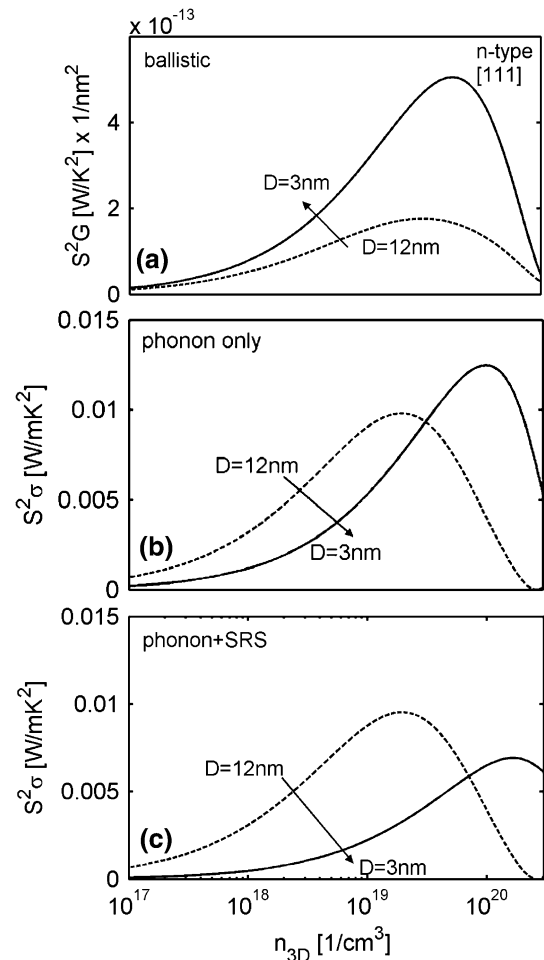 x 10⁻¹³
ballistic
n-type
[111]
4
2
0
S²G [W/K²] x 1/nm²
D=3nm
D=12nm
(a)
0.015
0.01
0.005
0
S²σ [W/mK²]
phonon only
D=12nm
D=3nm
(b)
0.015
0.01
0.005
0
S²σ [W/mK²]
phonon+SRS
D=12nm
D=3nm
(c)
10¹⁷ 10¹⁸ 10¹⁹ 10²⁰
n₃D [1/cm³]